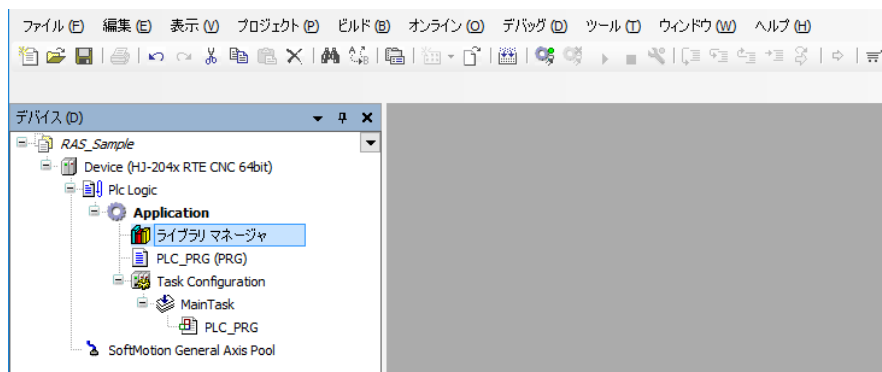 ファイル(F) 編集(E) 表示(V) プロジェクト(P) ビルド(B) オンライン(O) デバッグ(D) ツール(T) ウィンドウ(W) ヘルプ(H)
デバイス(D)
RAS_Sample
Device (HJ-204x RTE CNC 64bit)
Plc Logic
Application
ライブラリ マネージャ
PLC_PRG (PRG)
Task Configuration
MainTask
PLC_PRG
SoftMotion General Axis Pool